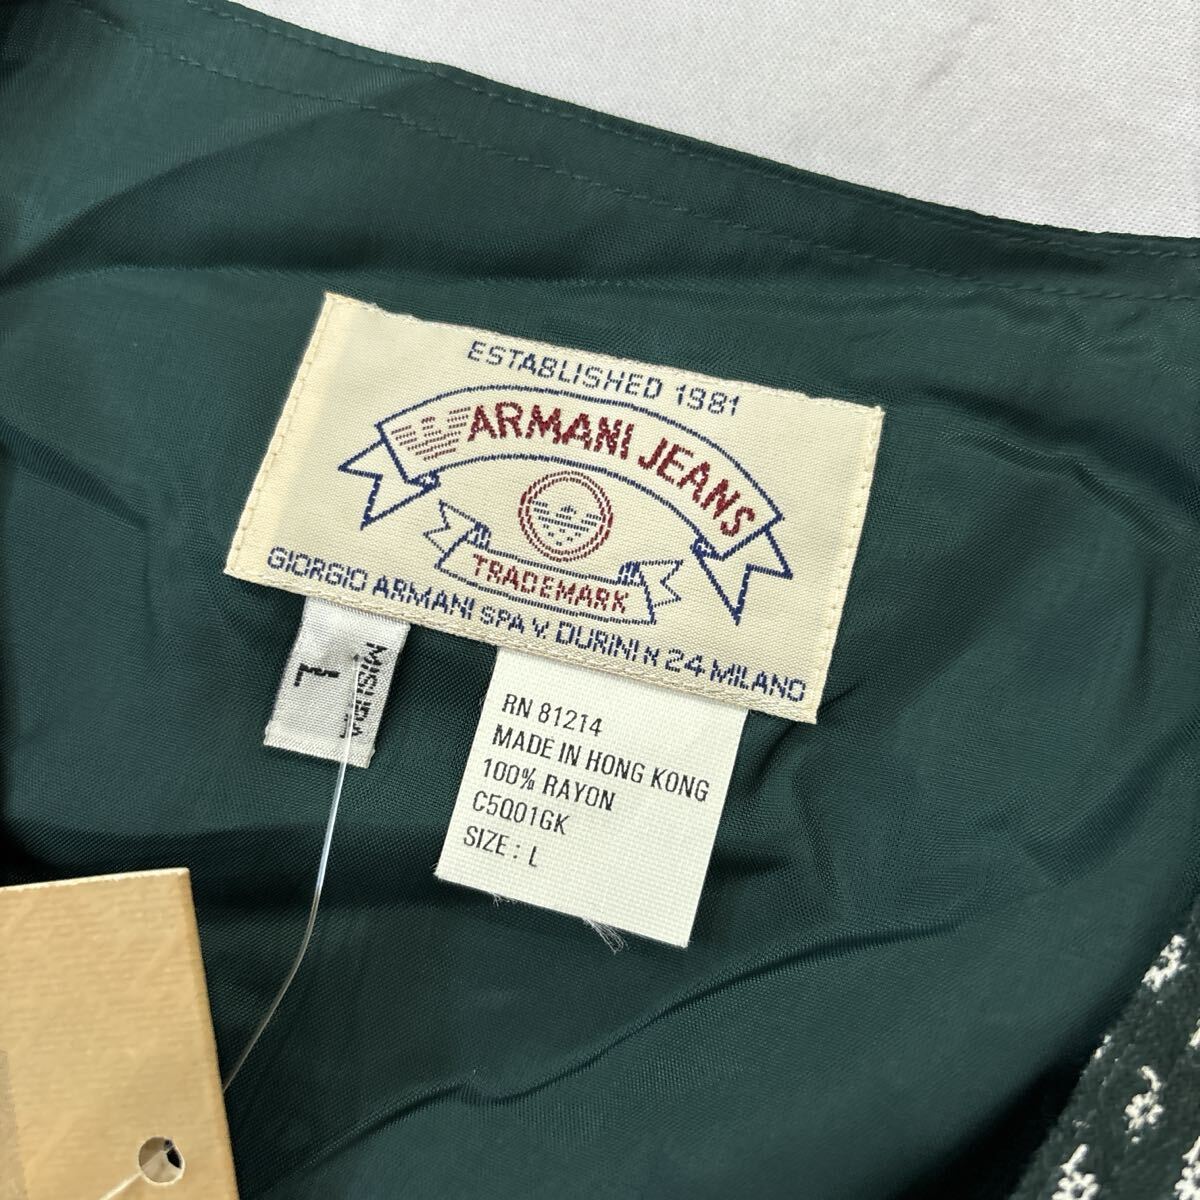 ESTABLISHED 1981
ARMANI JEANS
TRADEMARK
GIORGIO ARMANI SPA V. DURINI N 24 MILANO
L
RN 81214
MADE IN HONG KONG
100% RAYON
C5Q01GK
SIZE : L